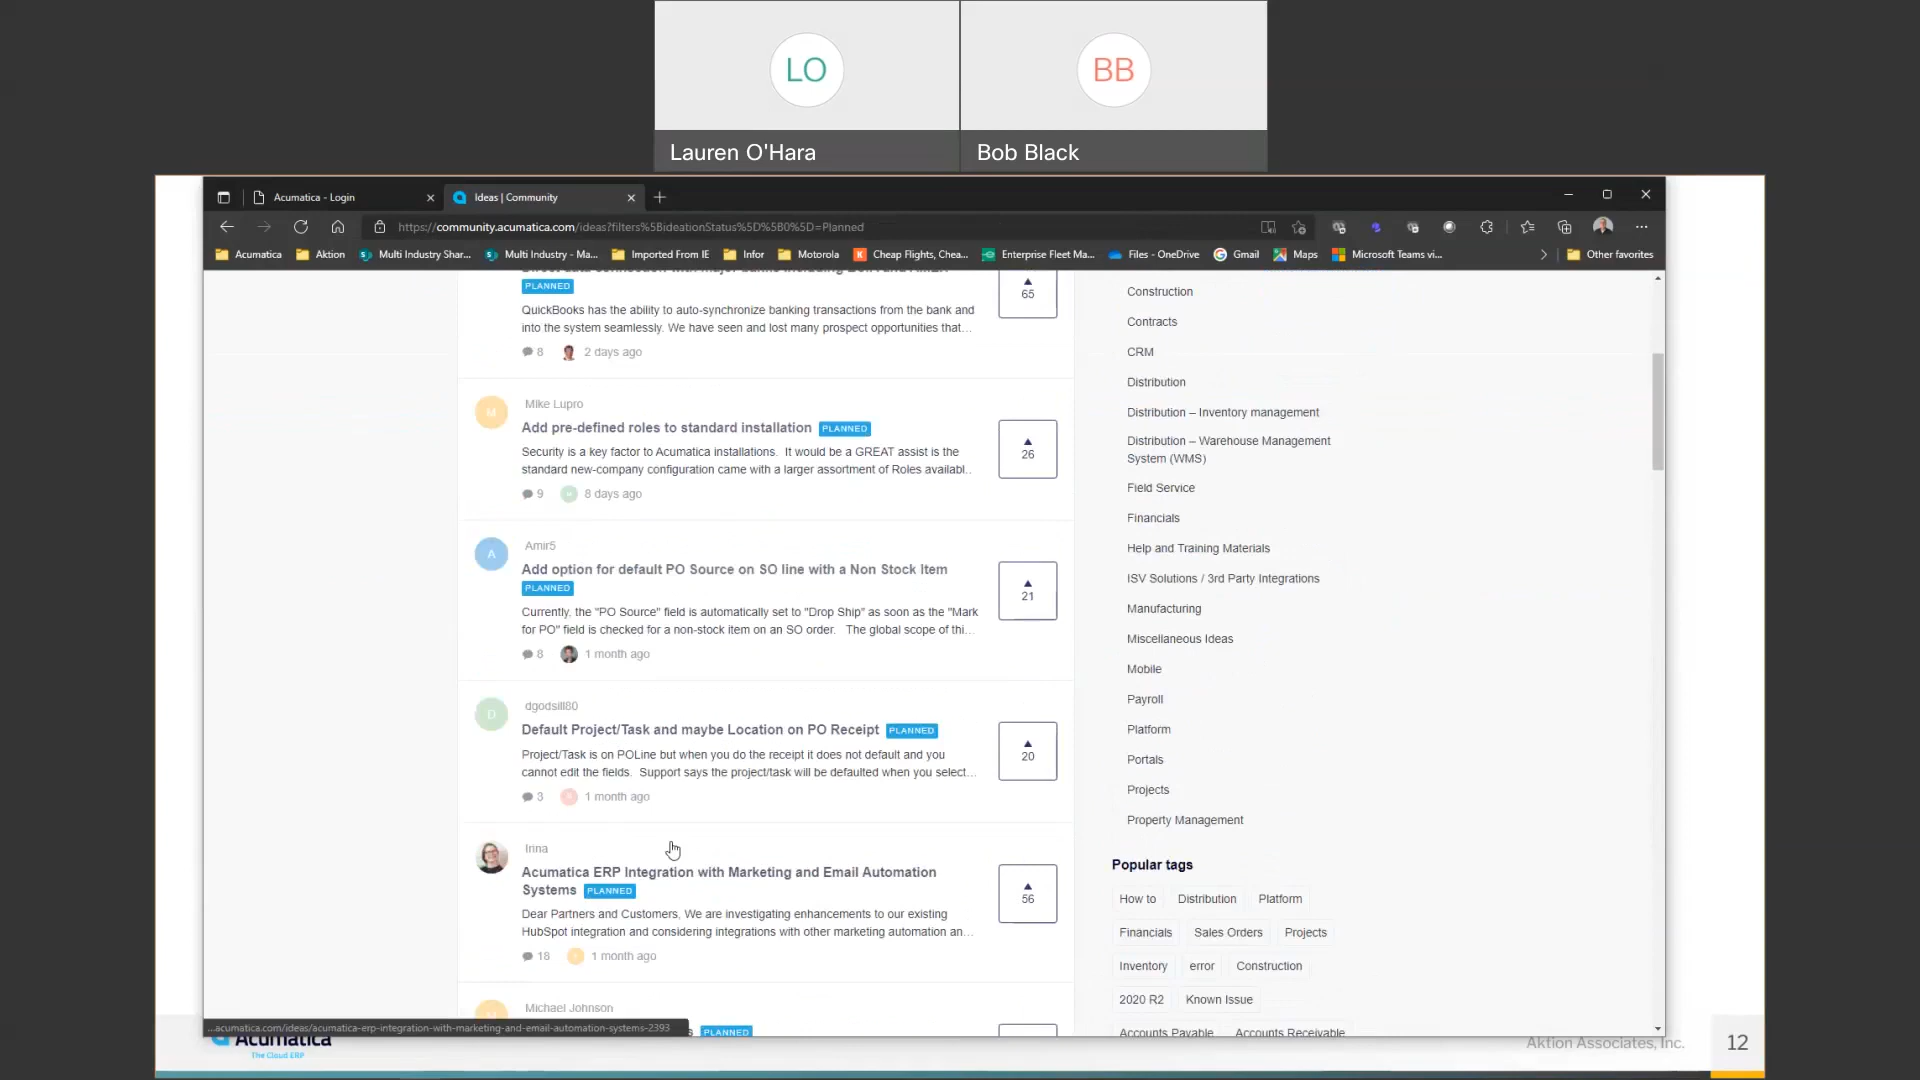 LO
BB
Lauren O'Hara
Bob Black
Acumatica - Login
Ideas | Community
https://community.acumatica.com/ideas?filters%5BideationStatus%5D%5B0%5D=Planned
Acumatica
Aktion
Multi Industry Shar...
Multi Industry - Ma...
Imported From IE
Infor
Motorola
Cheap Flights, Chea...
Enterprise Fleet Ma...
Files - OneDrive
Gmail
Maps
Microsoft Teams vi...
Other favorites
PLANNED
QuickBooks has the ability to auto-synchronize banking transactions from the bank and
into the system seamlessly. We have seen and lost many prospect opportunities that...
8
2 days ago
65
Mike Lupro
M
Add pre-defined roles to standard installation PLANNED
Security is a key factor to Acumatica installations. It would be a GREAT assist is the
standard new-company configuration came with a larger assortment of Roles availabl..
9
8 days ago
26
Amir5
A
Add option for default PO Source on SO line with a Non Stock Item
PLANNED
Currently, the "PO Source" field is automatically set to "Drop Ship" as soon as the "Mark
for PO" field is checked for a non-stock item on an SO order. The global scope of thi...
8
1 month ago
21
dgodsill80
D
Default Project/Task and maybe Location on PO Receipt PLANNED
Project/Task is on POLine but when you do the receipt it does not default and you
cannot edit the fields. Support says the project/task will be defaulted when you select...
3
1 month ago
20
Irina
Acumatica ERP Integration with Marketing and Email Automation
Systems PLANNED
Dear Partners and Customers, We are investigating enhancements to our existing
HubSpot integration and considering integrations with other marketing automation an...
18
1 month ago
56
Michael Johnson
PLANNED
...acumatica.com/ideas/acumatica-erp-integration-with-marketing-and-email-automation-systems-2393
Construction
Contracts
CRM
Distribution
Distribution – Inventory management
Distribution – Warehouse Management
System (WMS)
Field Service
Financials
Help and Training Materials
ISV Solutions / 3rd Party Integrations
Manufacturing
Miscellaneous Ideas
Mobile
Payroll
Platform
Portals
Projects
Property Management
Popular tags
How to
Distribution
Platform
Financials
Sales Orders
Projects
Inventory
error
Construction
2020 R2
Known Issue
Accounts Payable
Accounts Receivable
Acumatica
The Cloud ERP
Aktion Associates, Inc.
12